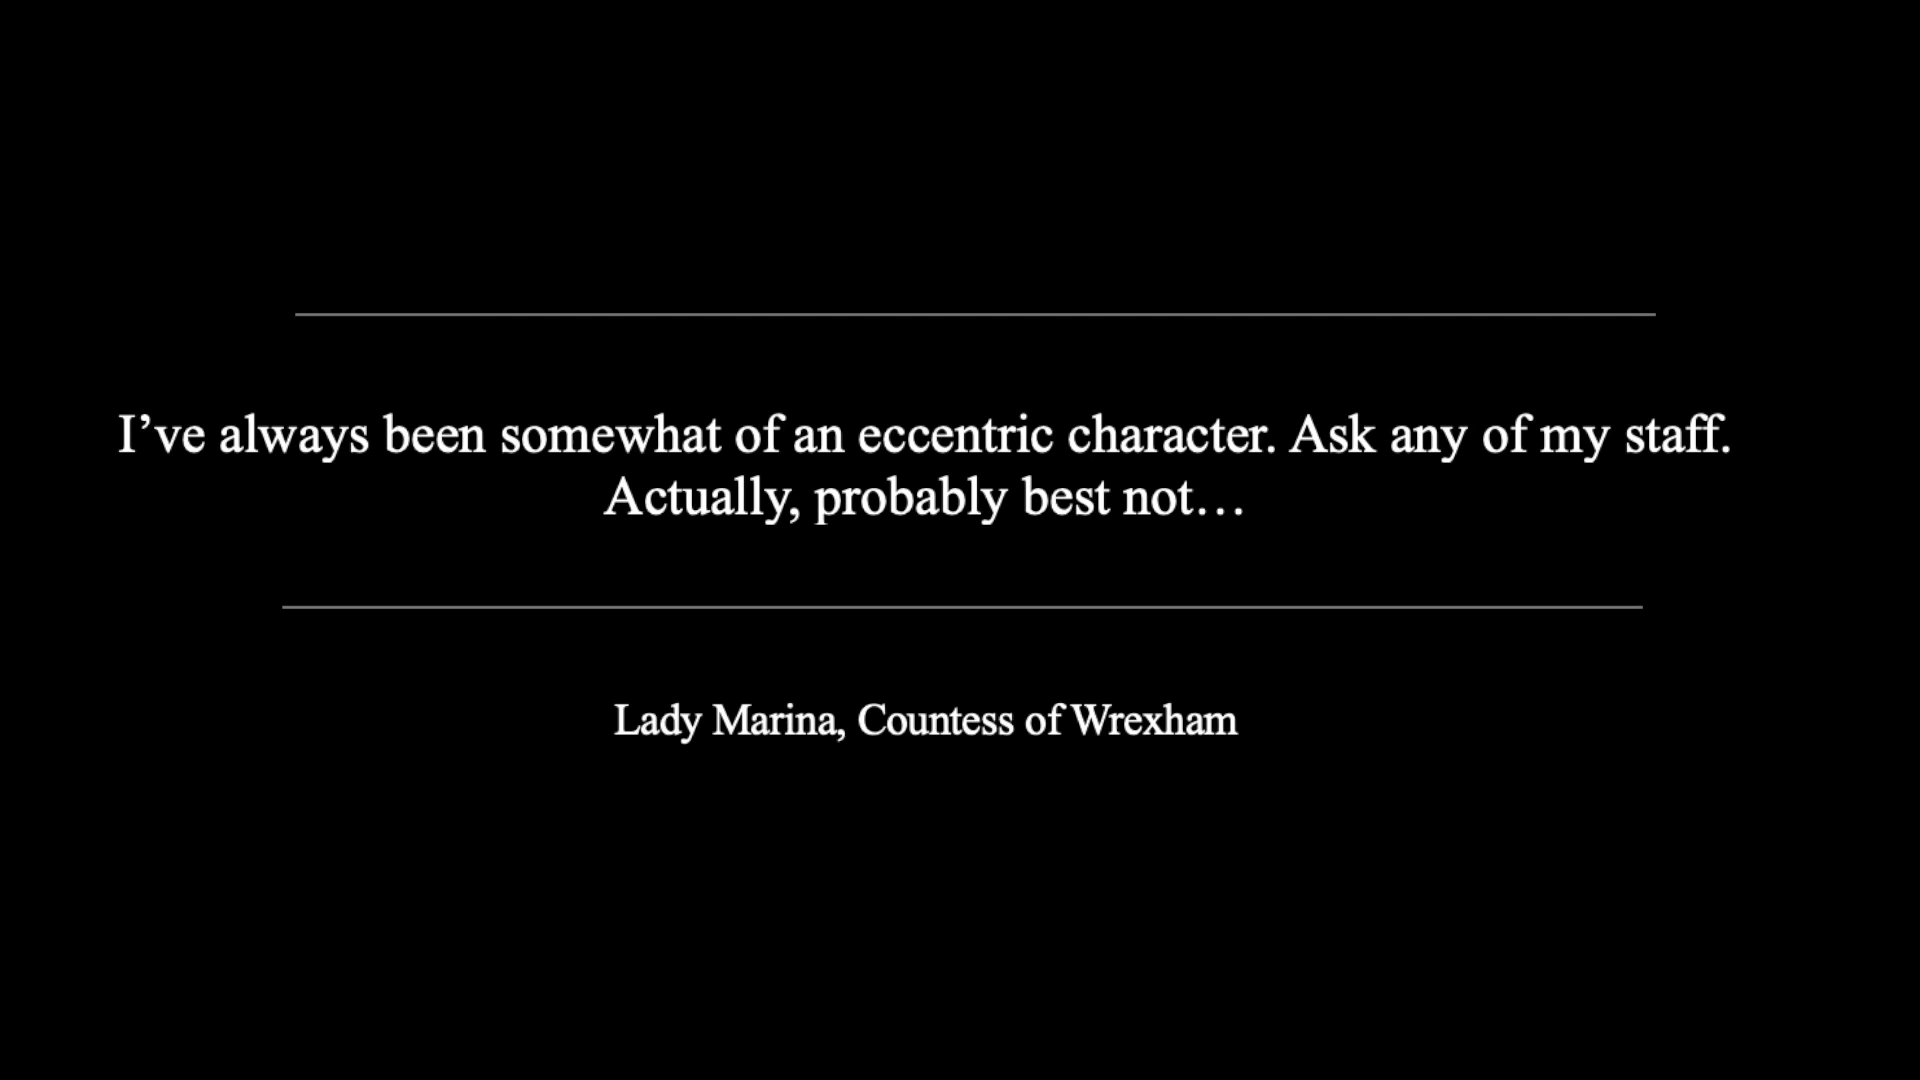 I’ve always been somewhat of an eccentric character. Ask any of my staff.
Actually, probably best not…
Lady Marina, Countess of Wrexham